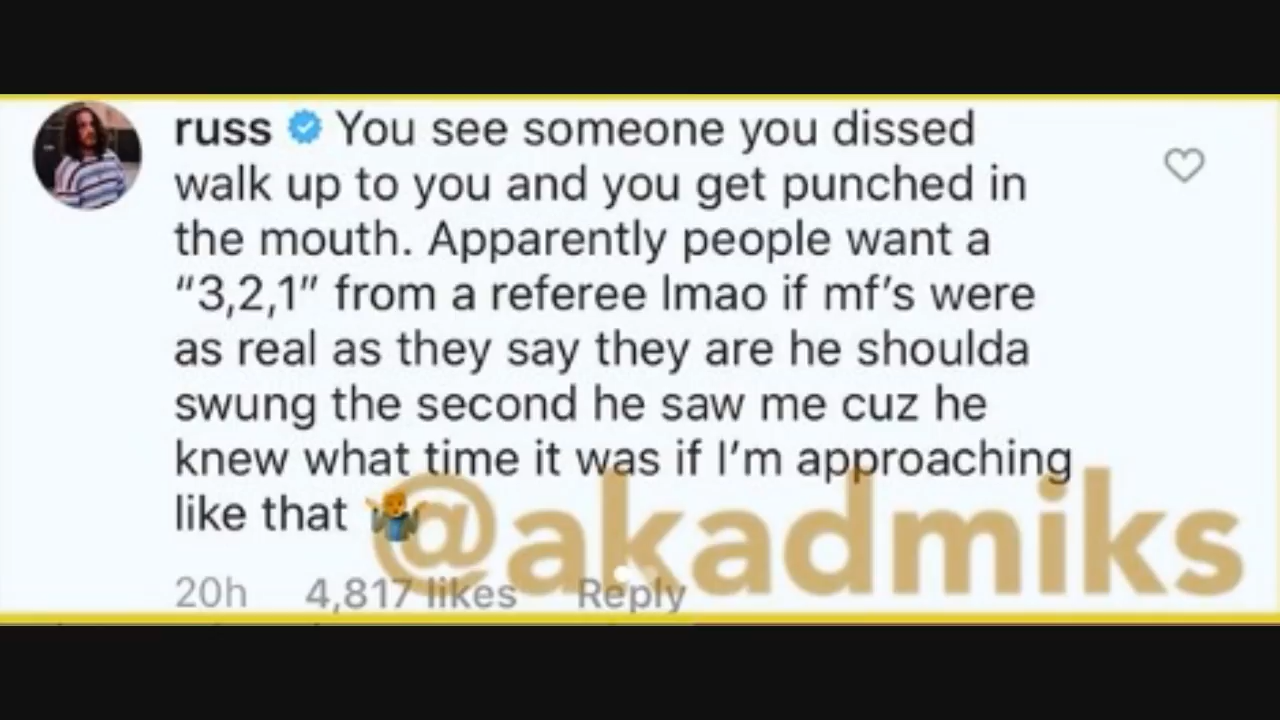 russ You see someone you dissed
walk up to you and you get punched in
the mouth. Apparently people want a
“3,2,1” from a referee lmao if mf’s were
as real as they say they are he shoulda
swung the second he saw me cuz he
knew what time it was if I’m approaching
like that 🤷‍♂️
@akadmiks
20h 4,817 likes Reply